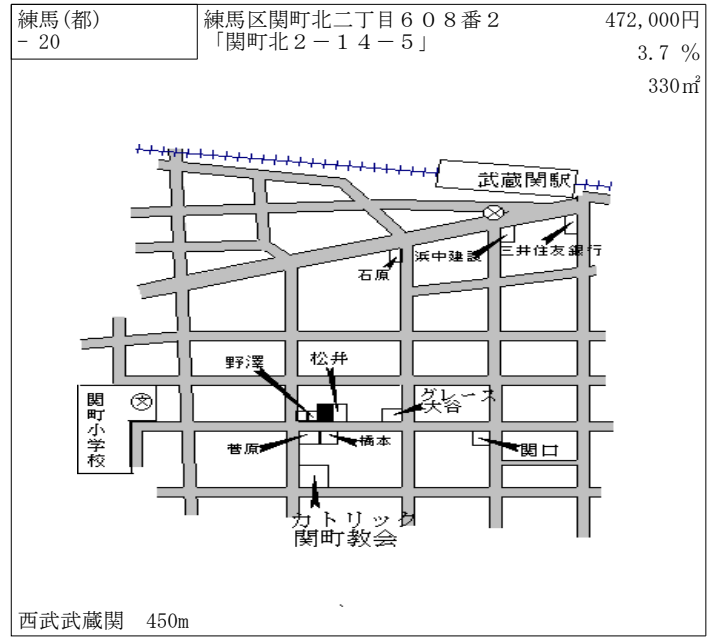 練馬(都)
- 20
練馬区関町北二丁目６０８番２
「関町北２－１４－５」
472,000円
3.7 %
330㎡
武蔵関駅
三井住友銀行
浜中建設
石原
野澤
松井
グレース
大谷
関町小学校
菅原
橋本
関口
カトリック
関町教会
西武武蔵関 450m